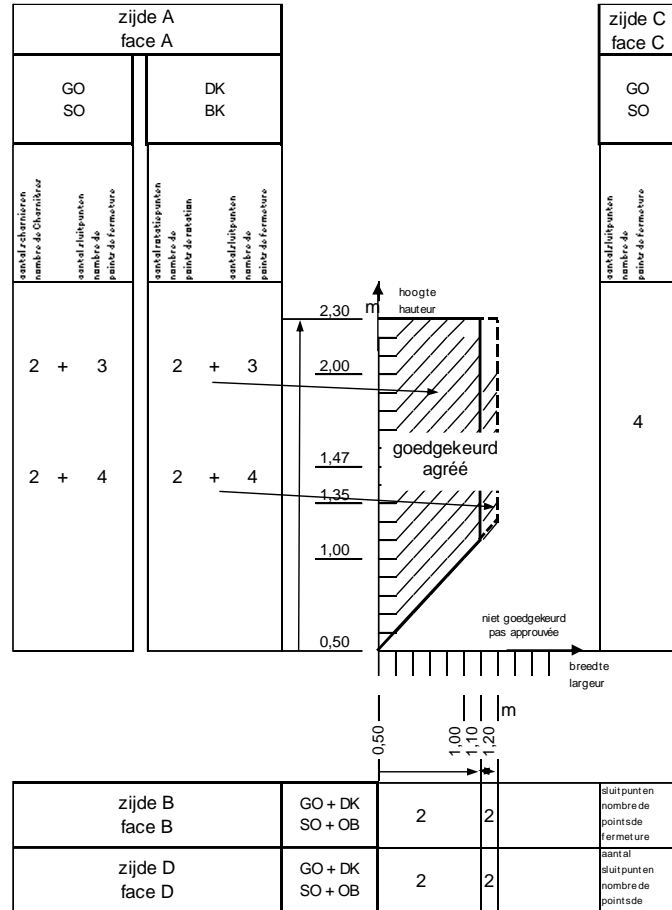 zijde A
face A
zijde C
face C
GO
SO
DK
BK
GO
SO
aantal scharnieren
nombre de Charnières
aantal sluitpunten
nombre de
points de fermeture
aantal rotatiepunten
nombre de
points de rotation
aantal sluitpunten
nombre de
points de fermeture
aantal sluitpunten
nombre de
points de fermeture
2,30
m
hoogte
hauteur
2 + 3
2 + 3
2,00
4
goedgekeurd
agréé
1,47
2 + 4
2 + 4
1,35
1,00
niet goedgekeurd
pas approuvée
0,50
breedte
largeur
m
0,50
1,00
1,10
1,20
zijde B
face B
GO + DK
SO + OB
2
2
sluitpunten
nombre de
points de
fermeture
zijde D
face D
GO + DK
SO + OB
2
2
aantal
sluitpunten
nombre de
points de